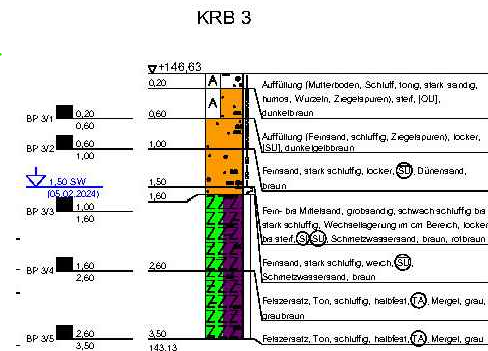 KRB 3
+146,63
0,20
A
A
BP 3/1
0,20
0,60
0,60
BP 3/2
0,60
1,00
1,00
1,50 SW
(05.02.2024)
1,50
1,60
BP 3/3
1,00
1,60
BP 3/4
1,60
2,60
2,60
BP 3/5
2,60
3,50
3,50
143,13
Auffüllung (Mutterboden, Schluff, tonig, stark sandig,
humos, Wurzeln, Ziegelspuren), steif, [OU],
dunkelbraun
Auffüllung (Feinsand, schluffig, Ziegelspuren), locker,
[SU], dunkelgelbbraun
Feinsand, stark schluffig, locker, SU, Dünensand,
braun
Fein- bis Mittelsand, grobsandig, schwach schluffig bis
stark schluffig, Wechsellagerung im cm Bereich, locker
bis steif, SU SU, Schmelzwassersand, braun, rotbraun
Feinsand, stark schluffig, weich, SU,
Schmelzwassersand, braun
Felszersatz, Ton, schluffig, halbfest, TA, Mergel, grau,
graubraun
Felszersatz, Ton, schluffig, halbfest, TA, Mergel, grau